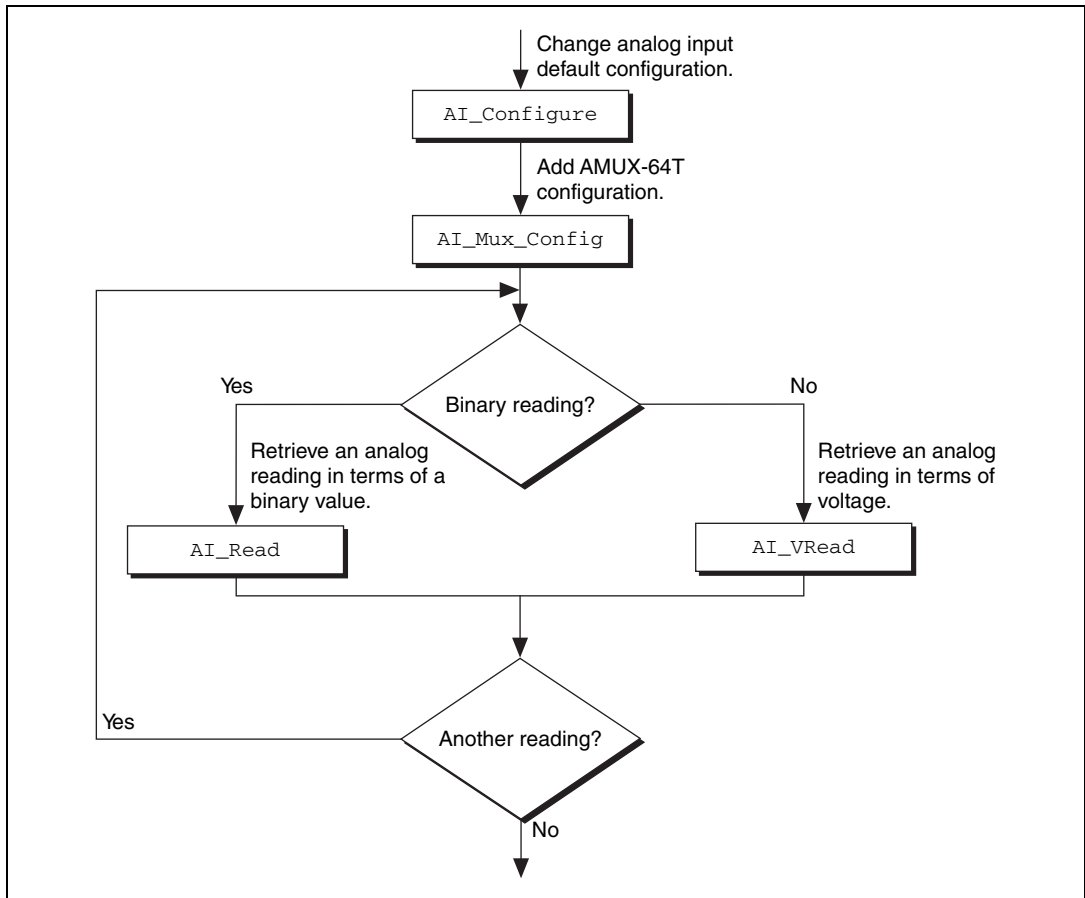 Change analog input
default configuration.
AI_Configure
Add AMUX-64T
configuration.
AI_Mux_Config
Yes
No
Binary reading?
Retrieve an analog
reading in terms of a
binary value.
Retrieve an analog
reading in terms of
voltage.
AI_Read
AI_VRead
Yes
Another reading?
No